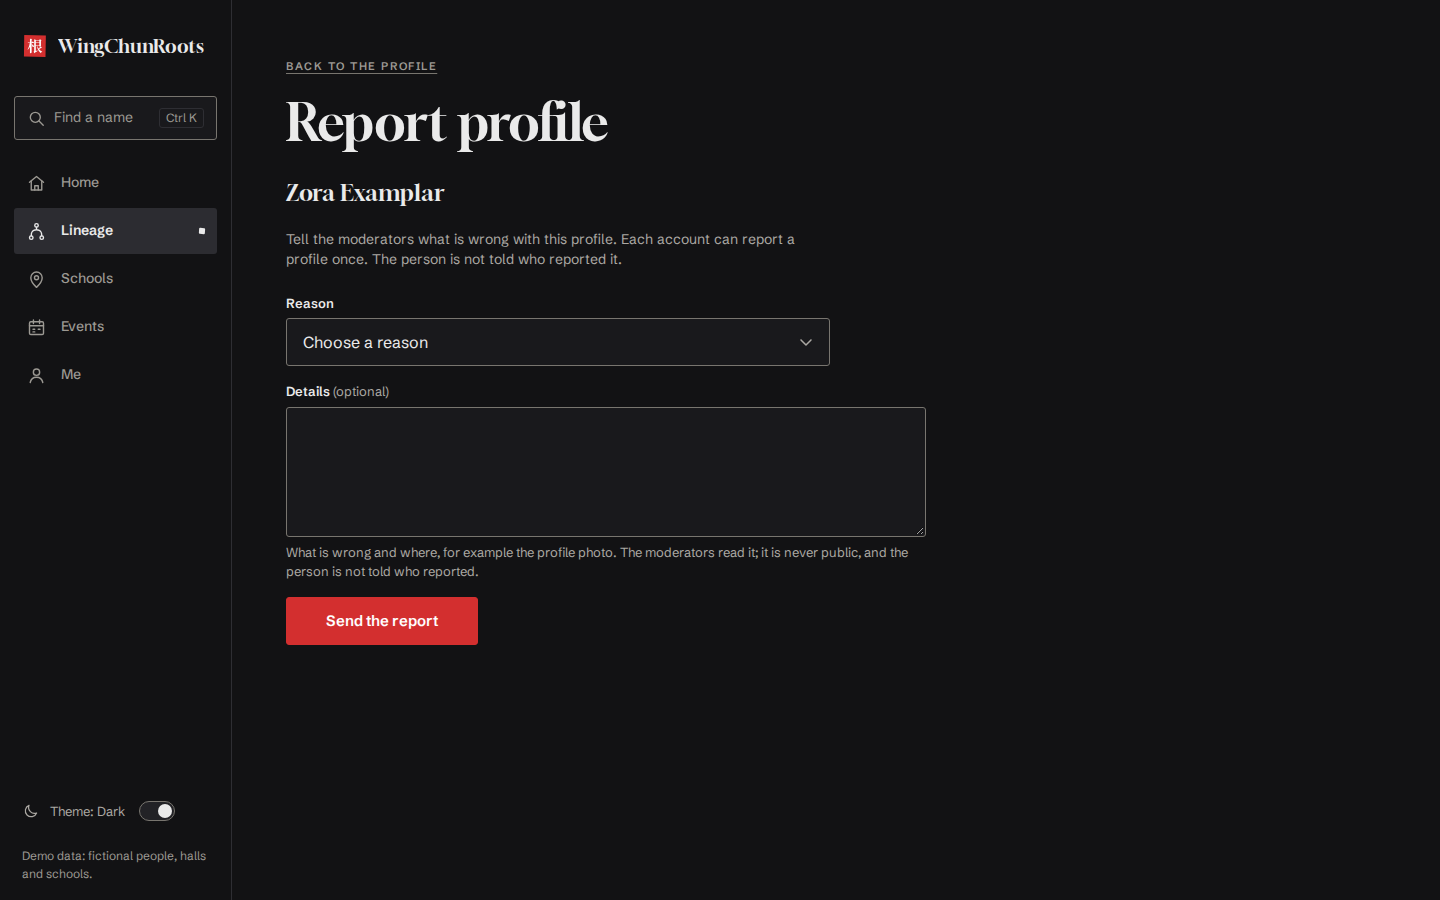 根 WingChunRoots
Find a name Ctrl K
Home
Lineage
Schools
Events
Me
Theme: Dark
Demo data: fictional people, halls
and schools.
BACK TO THE PROFILE
Report profile
Zora Examplar
Tell the moderators what is wrong with this profile. Each account can report a
profile once. The person is not told who reported it.
Reason
Choose a reason
Details (optional)
What is wrong and where, for example the profile photo. The moderators read it; it is never public, and the
person is not told who reported.
Send the report